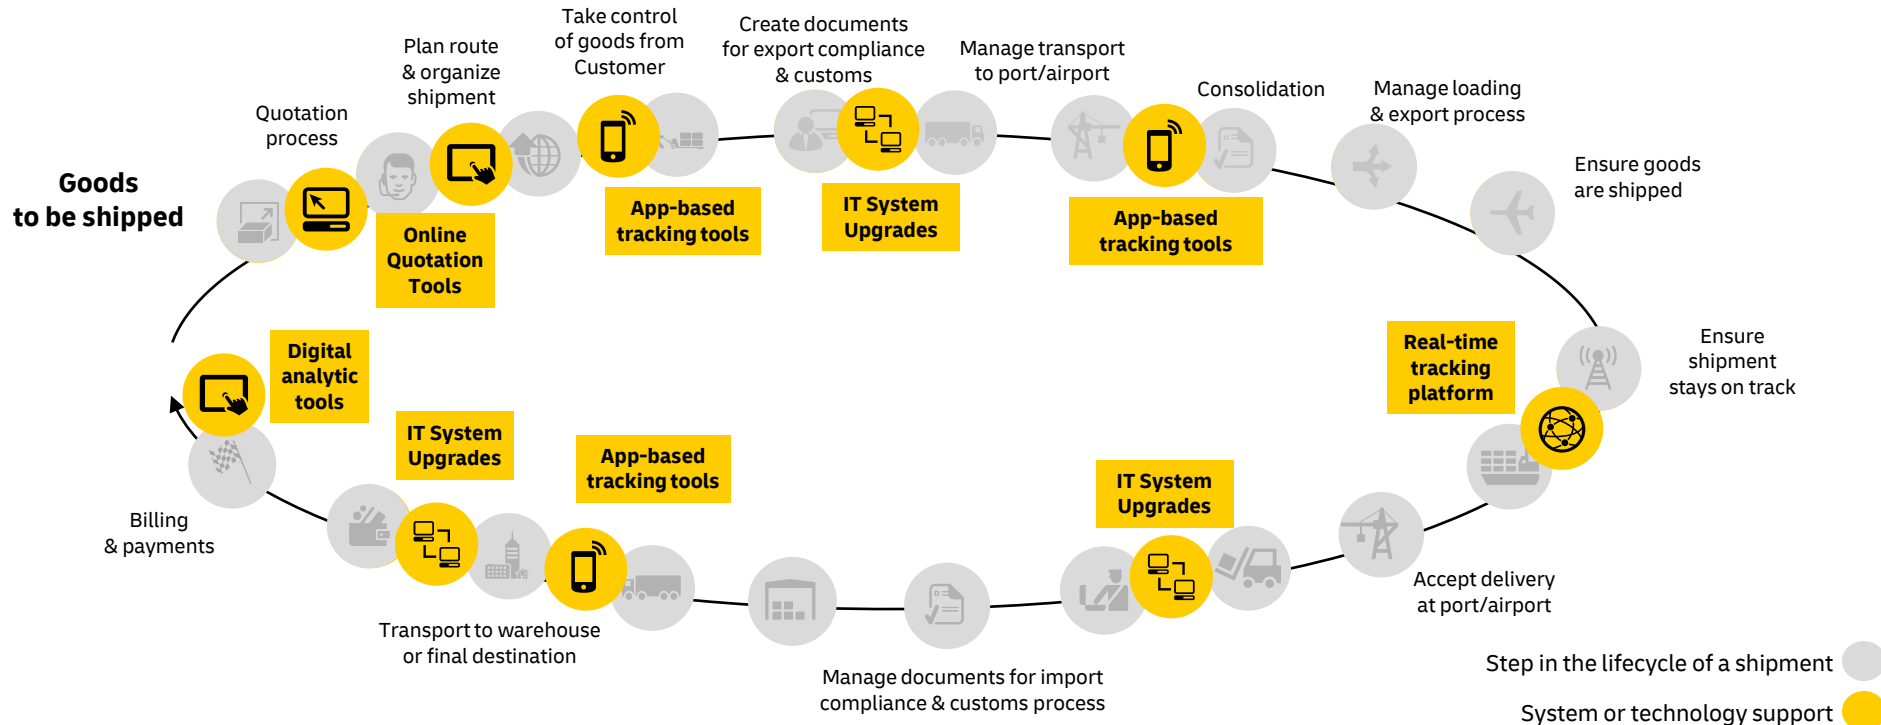 Goods
to be shipped
Quotation
process
Plan route
& organize
shipment
Take control
of goods from
Customer
Create documents
for export compliance
& customs
Manage transport
to port/airport
Consolidation
Manage loading
& export process
Ensure goods
are shipped
Online
Quotation
Tools
App-based
tracking tools
IT System
Upgrades
App-based
tracking tools
Real-time
tracking
platform
Ensure
shipment
stays on track
Digital
analytic
tools
IT System
Upgrades
App-based
tracking tools
IT System
Upgrades
Billing
& payments
Transport to warehouse
or final destination
Manage documents for import
compliance & customs process
Accept delivery
at port/airport
Step in the lifecycle of a shipment
System or technology support